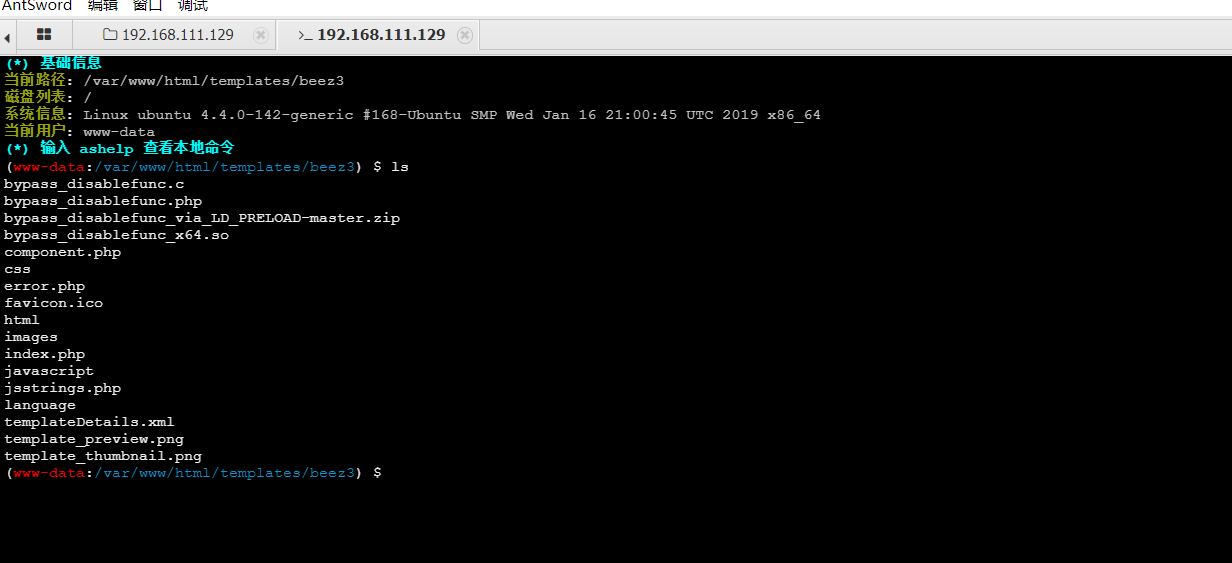 AntSword 编辑 窗口 调试
192.168.111.129 >_ 192.168.111.129
(*) 基础信息
当前路径: /var/www/html/templates/beez3
磁盘列表: /
系统信息: Linux ubuntu 4.4.0-142-generic #168-Ubuntu SMP Wed Jan 16 21:00:45 UTC 2019 x86_64
当前用户: www-data
(*) 输入 ashelp 查看本地命令
(www-data:/var/www/html/templates/beez3) $ ls
bypass_disablefunc.c
bypass_disablefunc.php
bypass_disablefunc_via_LD_PRELOAD-master.zip
bypass_disablefunc_x64.so
component.php
css
error.php
favicon.ico
html
images
index.php
javascript
jsstrings.php
language
templateDetails.xml
template_preview.png
template_thumbnail.png
(www-data:/var/www/html/templates/beez3) $